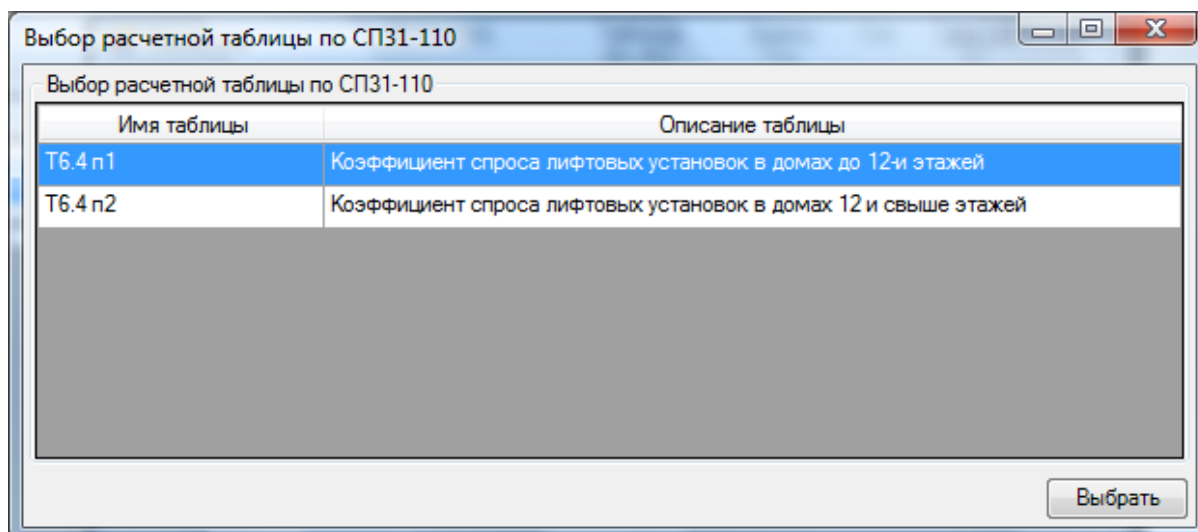 Выбор расчетной таблицы по СП31-110
Выбор расчетной таблицы по СП31-110
Имя таблицы Описание таблицы
Т6.4 п1 Коэффициент спроса лифтовых установок в домах до 12-и этажей
Т6.4 п2 Коэффициент спроса лифтовых установок в домах 12 и свыше этажей
Выбрать